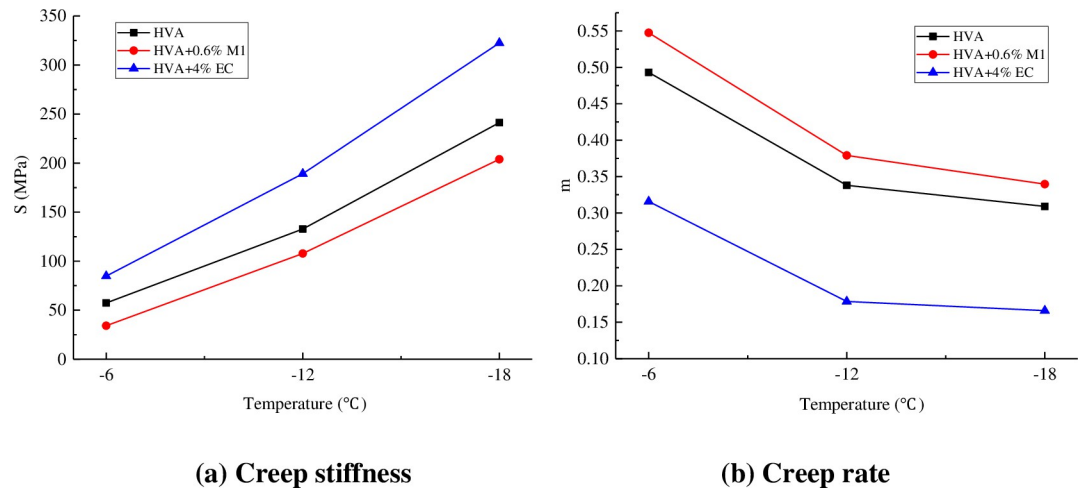 350
300
250
200
150
100
50
0
S (MPa)
HVA
HVA+0.6% M1
HVA+4% EC
-6
-12
-18
Temperature (℃)
(a) Creep stiffness
0.55
0.50
0.45
0.40
0.35
0.30
0.25
0.20
0.15
0.10
m
HVA
HVA+0.6% M1
HVA+4% EC
-6
-12
-18
Temperature (℃)
(b) Creep rate